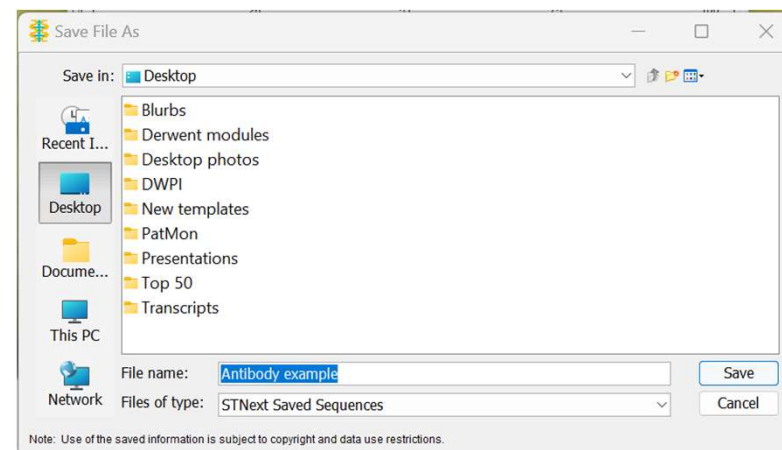 Save File As
Save in: Desktop
Recent I...
Desktop
Docume...
This PC
Network
Blurbs
Derwent modules
Desktop photos
DWPI
New templates
PatMon
Presentations
Top 50
Transcripts
File name: Antibody example Save
Files of type: STNext Saved Sequences Cancel
Note: Use of the saved information is subject to copyright and data use restrictions.